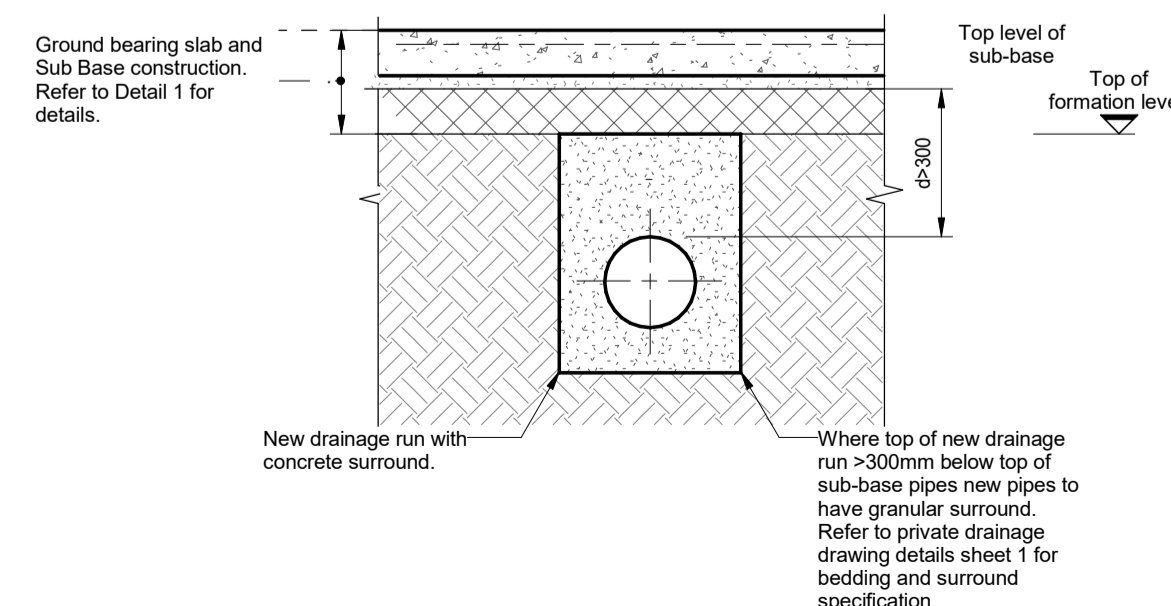 Ground bearing slab and
Sub Base construction.
Refer to Detail 1 for
details.
Top level of
sub-base
Top of
formation leve
d>300
New drainage run with
concrete surround.
Where top of new drainage
run >300mm below top of
sub-base pipes new pipes to
have granular surround.
Refer to private drainage
drawing details sheet 1 for
bedding and surround
specification